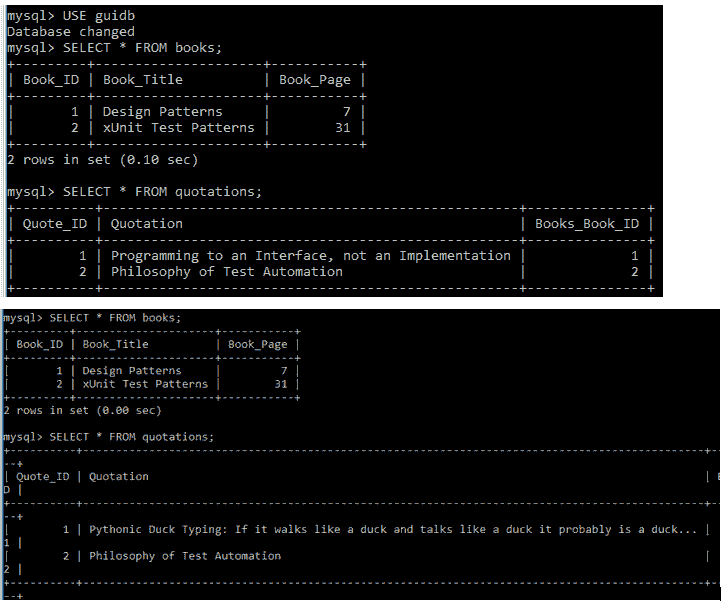 mysql> USE guidb
Database changed
mysql> SELECT * FROM books;
+---------+---------------------+-----------+
| Book_ID | Book_Title          | Book_Page |
+---------+---------------------+-----------+
|       1 | Design Patterns     |         7 |
|       2 | xUnit Test Patterns |        31 |
+---------+---------------------+-----------+
2 rows in set (0.10 sec)
mysql> SELECT * FROM quotations;
+----------+--------------------------------------------------+---------------+
| Quote_ID | Quotation                                        | Books_Book_ID |
+----------+--------------------------------------------------+---------------+
|        1 | Programming to an Interface, not an Implementation |             1 |
|        2 | Philosophy of Test Automation                    |             2 |
+----------+--------------------------------------------------+---------------+
mysql> SELECT * FROM books;
+---------+---------------------+-----------+
| Book_ID | Book_Title          | Book_Page |
+---------+---------------------+-----------+
|       1 | Design Patterns     |         7 |
|       2 | xUnit Test Patterns |        31 |
+---------+---------------------+-----------+
2 rows in set (0.00 sec)
mysql> SELECT * FROM quotations;
+----------+----------------------------------------------------------------------------------------------+--
--+
| Quote_ID | Quotation                                                                                    |
D |
+----------+----------------------------------------------------------------------------------------------+--
--+
|        1 | Pythonic Duck Typing: If it walks like a duck and talks like a duck it probably is a duck... |
1 |
|        2 | Philosophy of Test Automation                                                                |
2 |
+----------+----------------------------------------------------------------------------------------------+--
--+